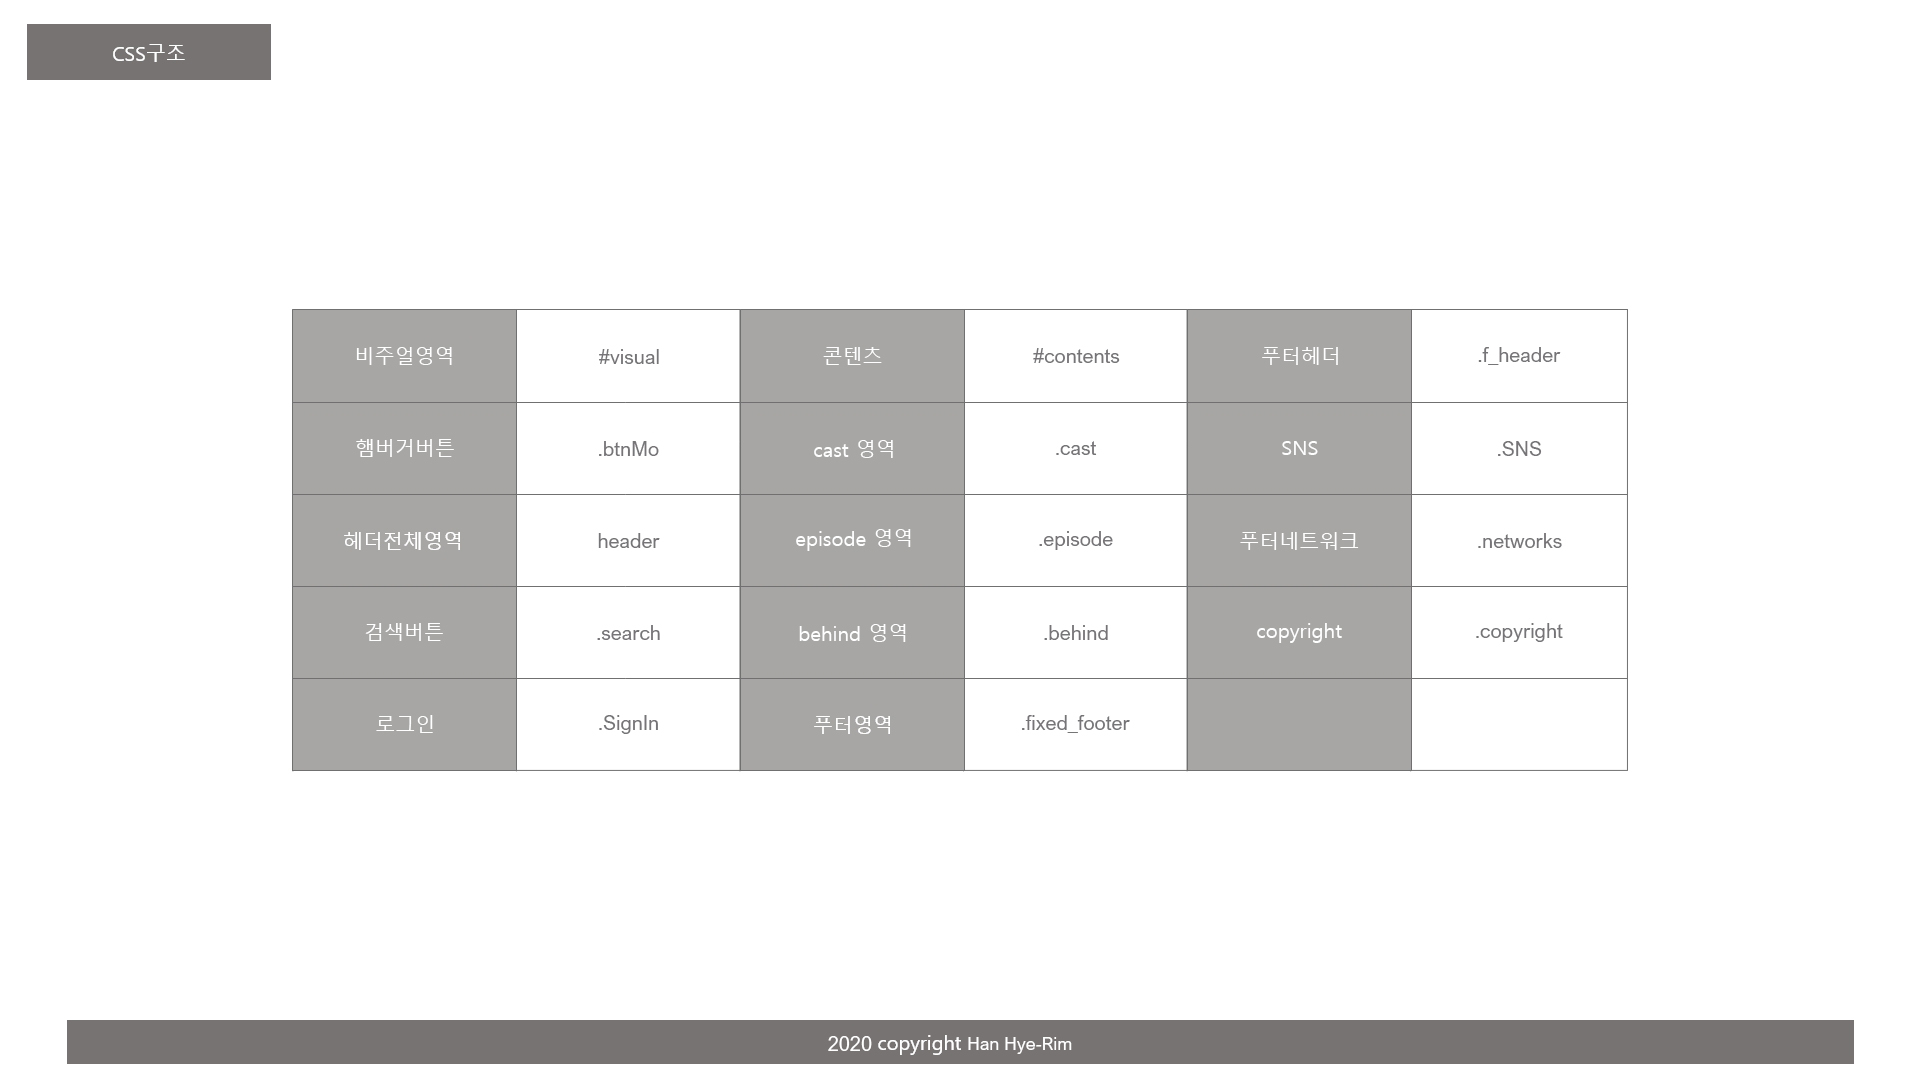 CSS구조
비주얼영역 #visual 콘텐츠 #contents 푸터헤더 .f_header
햄버거버튼 .btnMo cast 영역 .cast SNS .SNS
헤더전체영역 header episode 영역 .episode 푸터네트워크 .networks
검색버튼 .search behind 영역 .behind copyright .copyright
로그인 .SignIn 푸터영역 .fixed_footer
2020 copyright Han Hye-Rim